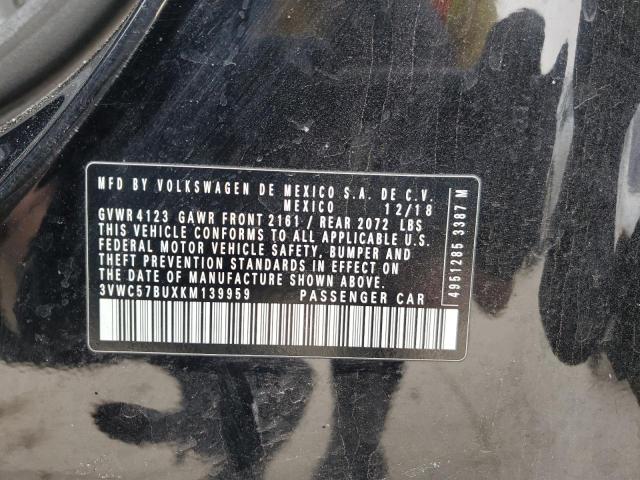 MFD BY VOLKSWAGEN DE MEXICO S.A. DE C.V.
MEXICO 12/18
GVWR 4123 GAWR FRONT 2161 / REAR 2072 LBS
THIS VEHICLE CONFORMS TO ALL APPLICABLE U.S.
FEDERAL MOTOR VEHICLE SAFETY, BUMPER AND
THEFT PREVENTION STANDARDS IN EFFECT ON
THE DATE OF MANUFACTURE SHOWN ABOVE
3VWC57BUXKM139959 PASSENGER CAR
4951285 3387 M